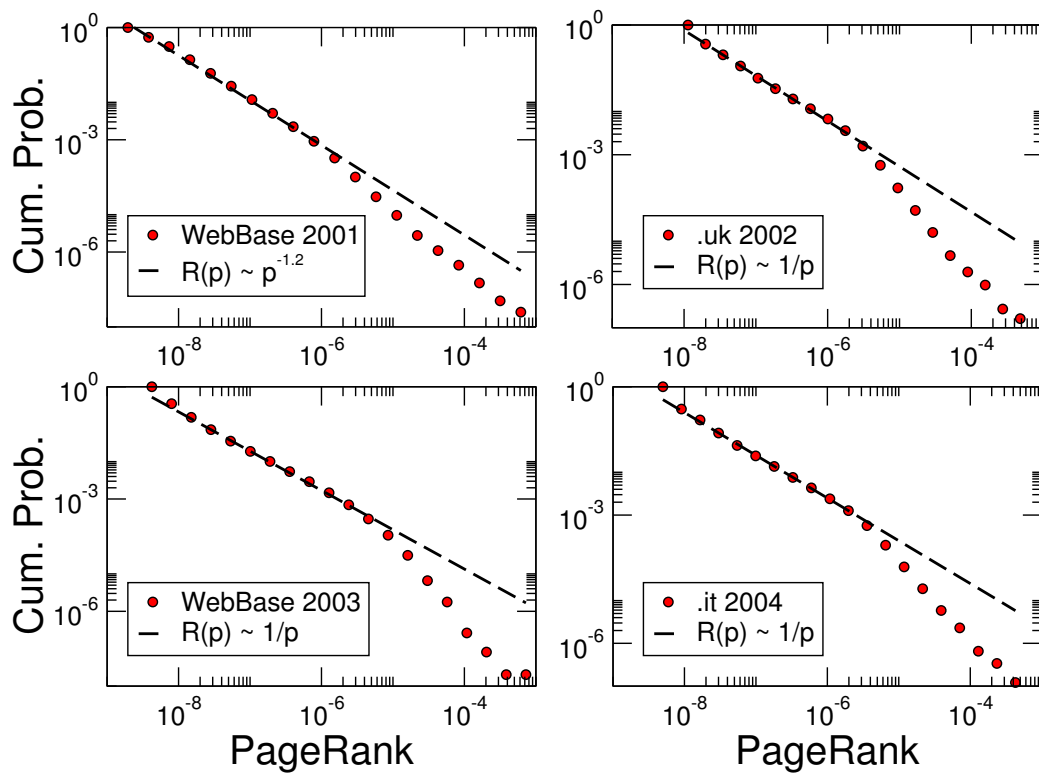 Cum. Prob.
10^0
10^-3
10^-6
WebBase 2001
R(p) ~ p^-1.2
10^-8
10^-6
10^-4
10^0
10^-3
10^-6
.uk 2002
R(p) ~ 1/p
10^-8
10^-6
10^-4
Cum. Prob.
10^0
10^-3
10^-6
WebBase 2003
R(p) ~ 1/p
10^-8
10^-6
10^-4
PageRank
10^0
10^-3
10^-6
.it 2004
R(p) ~ 1/p
10^-8
10^-6
10^-4
PageRank